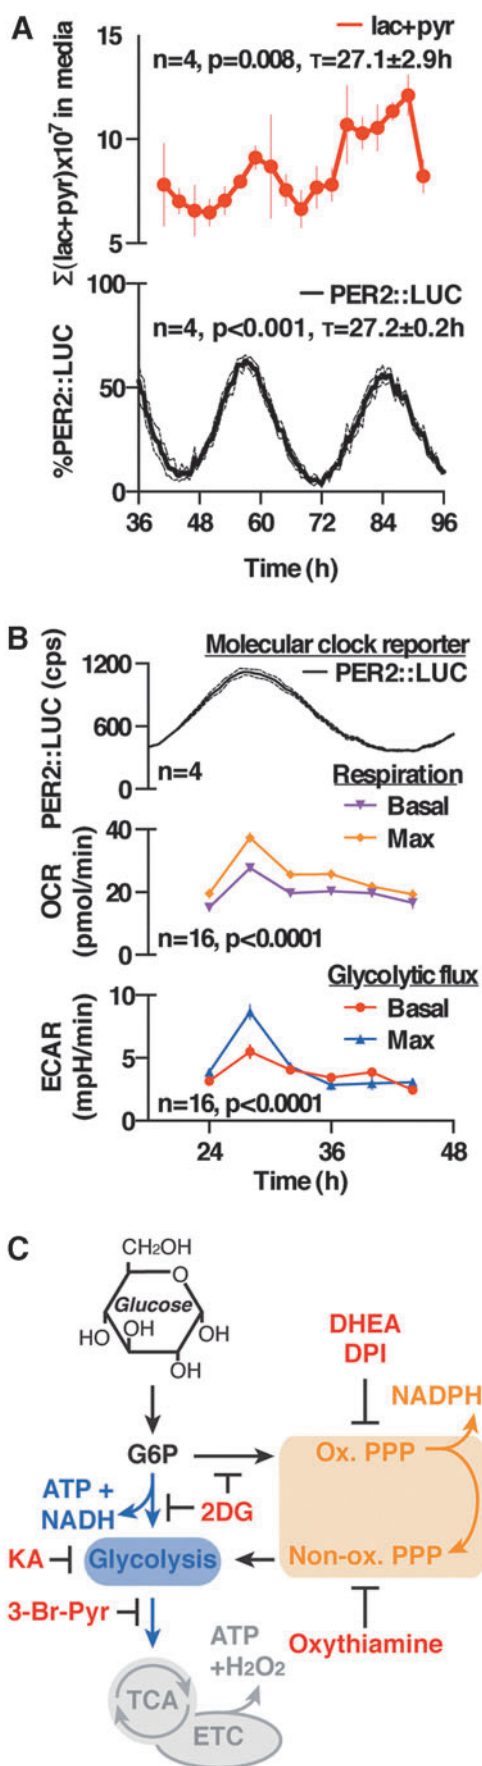 A
lac+pyr
n=4, p=0.008, τ=27.1±2.9h
Σ(lac+pyr)x10⁷ in media
15
10
5
PER2::LUC
n=4, p<0.001, τ=27.2±0.2h
%PER2::LUC
100
50
0
36 48 60 72 84 96
Time (h)
B
Molecular clock reporter
PER2::LUC
PER2::LUC (cps)
1200
600
0
n=4
Respiration
Basal
Max
OCR
(pmol/min)
40
20
0
n=16, p<0.0001
Glycolytic flux
Basal
Max
ECAR
(mpH/min)
10
5
0
n=16, p<0.0001
24 36 48
Time (h)
C
CH₂OH
O
Glucose
HO
OH
OH
OH
DHEA
DPI
NADPH
G6P
Ox. PPP
ATP +
NADH
2DG
KA
Glycolysis
Non-ox. PPP
3-Br-Pyr
Oxythiamine
ATP
+H₂O₂
TCA
ETC